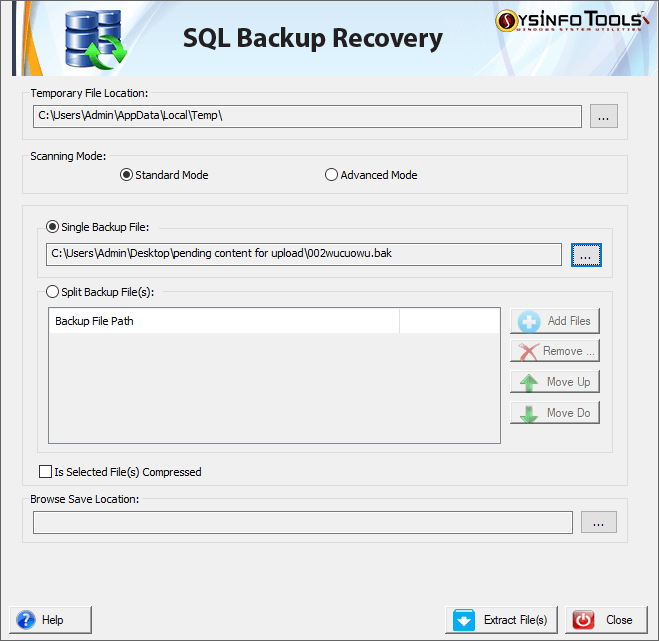 SYSINFOTOOLS
WINDOWS SYSTEM UTILITIES
SQL Backup Recovery
Temporary File Location:
C:\Users\Admin\AppData\Local\Temp\
...
Scanning Mode:
Standard Mode
Advanced Mode
Single Backup File:
C:\Users\Admin\Desktop\pending content for upload\002wucuowu.bak
...
Split Backup File(s):
Backup File Path
Add Files
Remove ...
Move Up
Move Do
Is Selected File(s) Compressed
Browse Save Location:
...
Help
Extract File(s)
Close